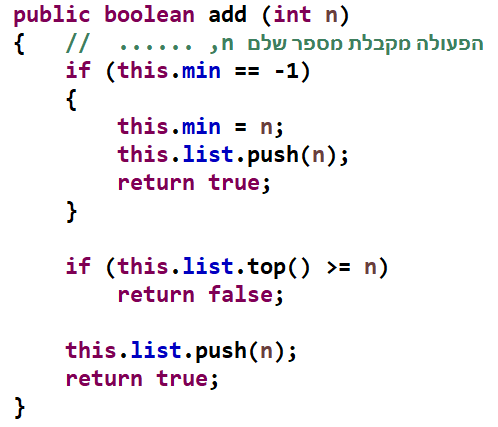 public boolean add (int n)
{ // הפעולה מקבלת מספר שלם n, ......
if (this.min == -1)
{
this.min = n;
this.list.push(n);
return true;
}
if (this.list.top() >= n)
return false;
this.list.push(n);
return true;
}